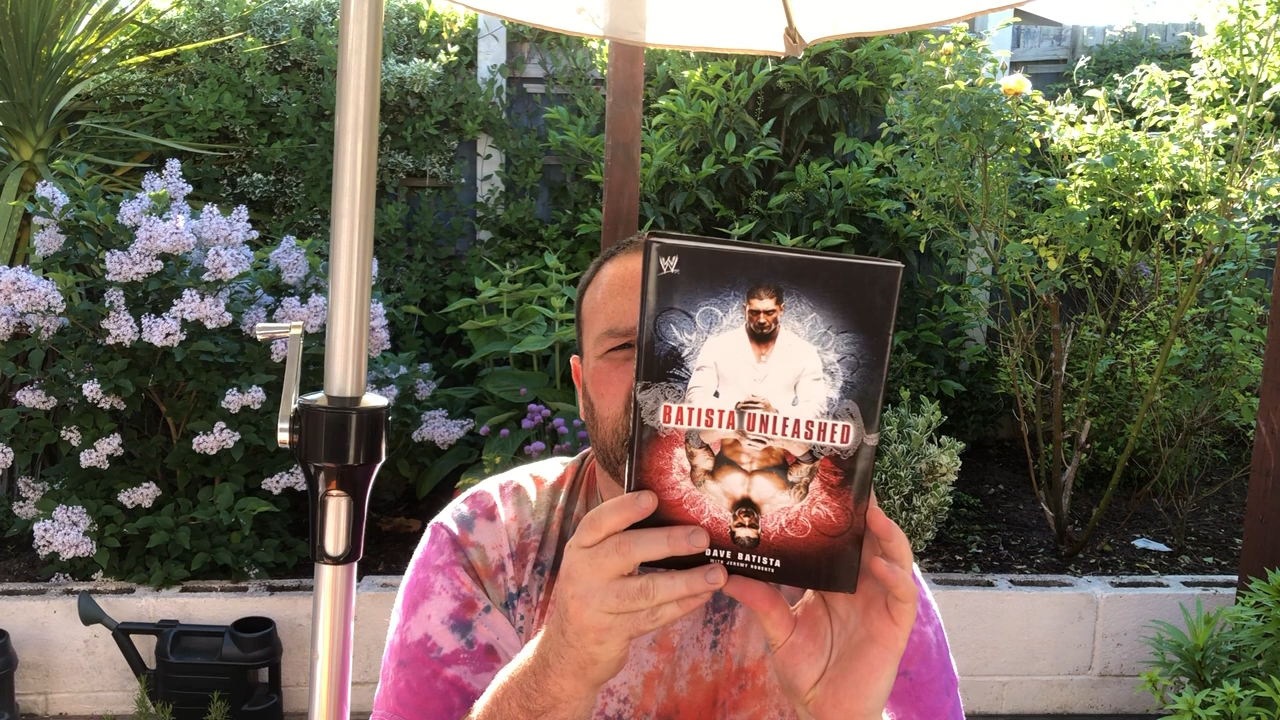 W
BATISTA UNLEASHED
DAVE BATISTA
WITH JEREMY ROBERTS